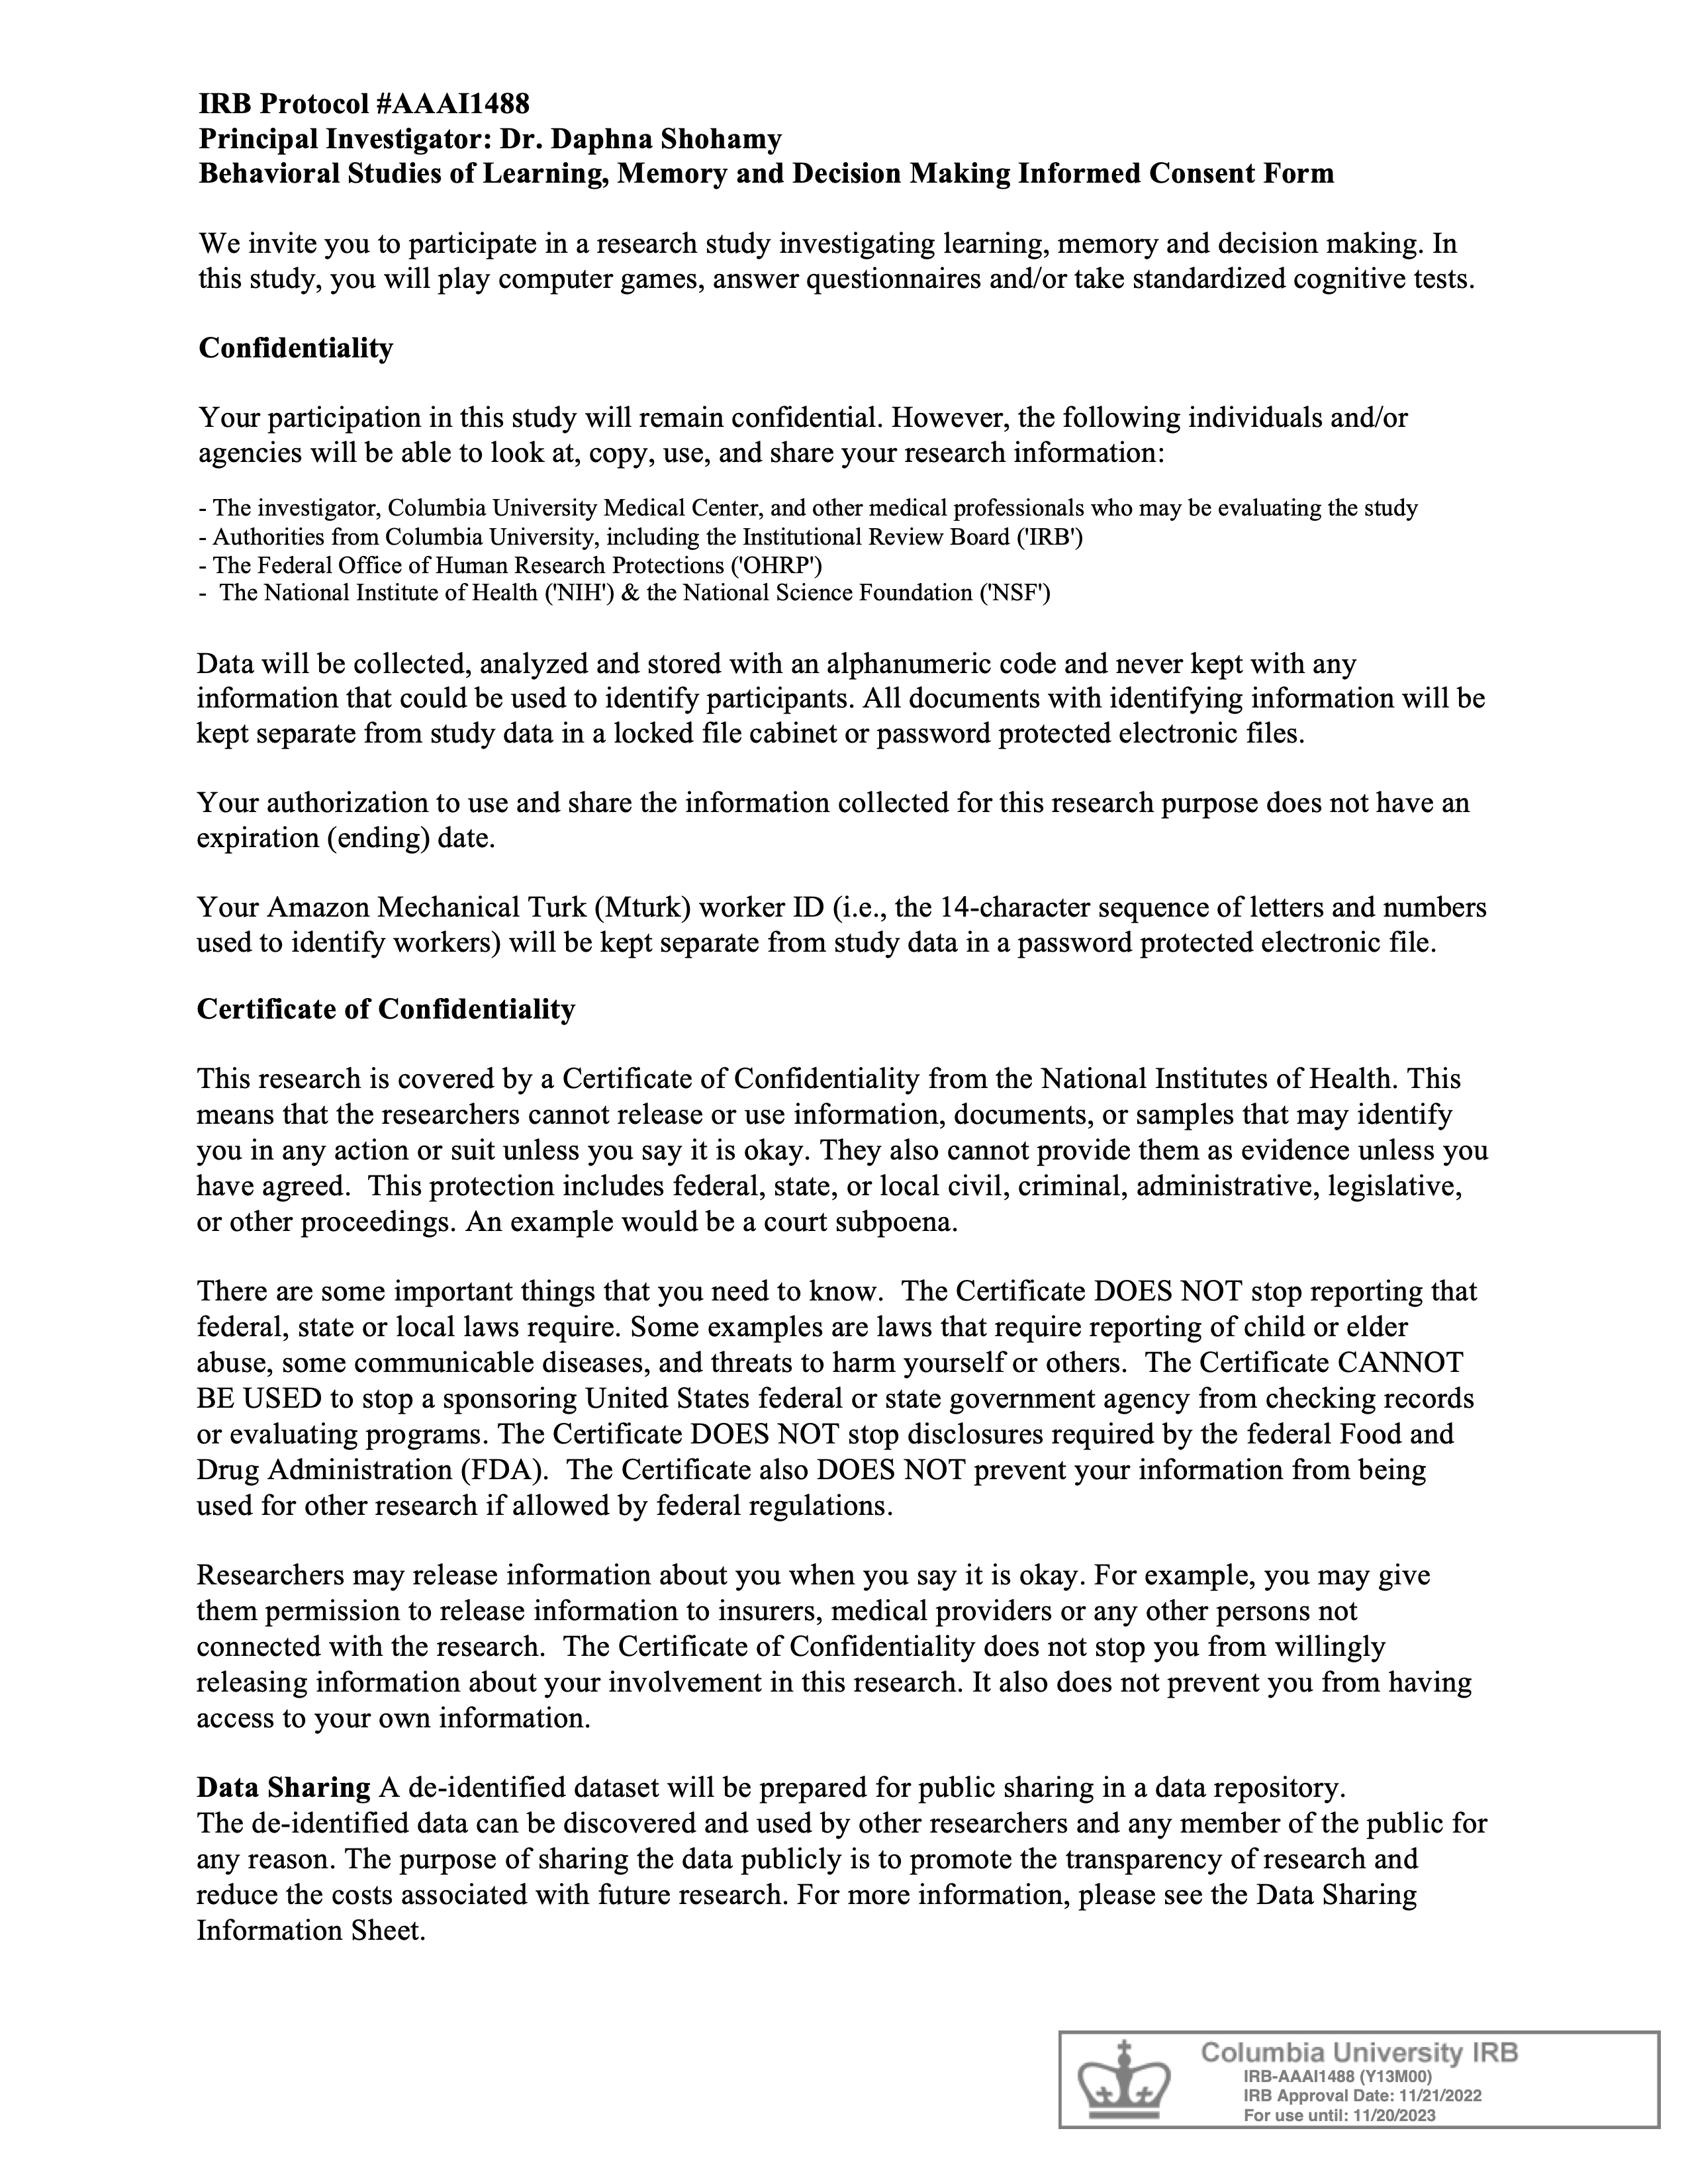 IRB Protocol #AAAI1488
Principal Investigator: Dr. Daphna Shohamy
Behavioral Studies of Learning, Memory and Decision Making Informed Consent Form
We invite you to participate in a research study investigating learning, memory and decision making. In
this study, you will play computer games, answer questionnaires and/or take standardized cognitive tests.
Confidentiality
Your participation in this study will remain confidential. However, the following individuals and/or
agencies will be able to look at, copy, use, and share your research information:
- The investigator, Columbia University Medical Center, and other medical professionals who may be evaluating the study
- Authorities from Columbia University, including the Institutional Review Board ('IRB')
- The Federal Office of Human Research Protections ('OHRP')
-  The National Institute of Health ('NIH') & the National Science Foundation ('NSF')
Data will be collected, analyzed and stored with an alphanumeric code and never kept with any
information that could be used to identify participants. All documents with identifying information will be
kept separate from study data in a locked file cabinet or password protected electronic files.
Your authorization to use and share the information collected for this research purpose does not have an
expiration (ending) date.
Your Amazon Mechanical Turk (Mturk) worker ID (i.e., the 14-character sequence of letters and numbers
used to identify workers) will be kept separate from study data in a password protected electronic file.
Certificate of Confidentiality
This research is covered by a Certificate of Confidentiality from the National Institutes of Health. This
means that the researchers cannot release or use information, documents, or samples that may identify
you in any action or suit unless you say it is okay. They also cannot provide them as evidence unless you
have agreed.  This protection includes federal, state, or local civil, criminal, administrative, legislative,
or other proceedings. An example would be a court subpoena.
There are some important things that you need to know.  The Certificate DOES NOT stop reporting that
federal, state or local laws require. Some examples are laws that require reporting of child or elder
abuse, some communicable diseases, and threats to harm yourself or others.  The Certificate CANNOT
BE USED to stop a sponsoring United States federal or state government agency from checking records
or evaluating programs. The Certificate DOES NOT stop disclosures required by the federal Food and
Drug Administration (FDA).  The Certificate also DOES NOT prevent your information from being
used for other research if allowed by federal regulations.
Researchers may release information about you when you say it is okay. For example, you may give
them permission to release information to insurers, medical providers or any other persons not
connected with the research.  The Certificate of Confidentiality does not stop you from willingly
releasing information about your involvement in this research. It also does not prevent you from having
access to your own information.
Data Sharing A de-identified dataset will be prepared for public sharing in a data repository.
The de-identified data can be discovered and used by other researchers and any member of the public for
any reason. The purpose of sharing the data publicly is to promote the transparency of research and
reduce the costs associated with future research. For more information, please see the Data Sharing
Information Sheet.
Columbia University IRB
IRB-AAAI1488 (Y13M00)
IRB Approval Date: 11/21/2022
For use until: 11/20/2023